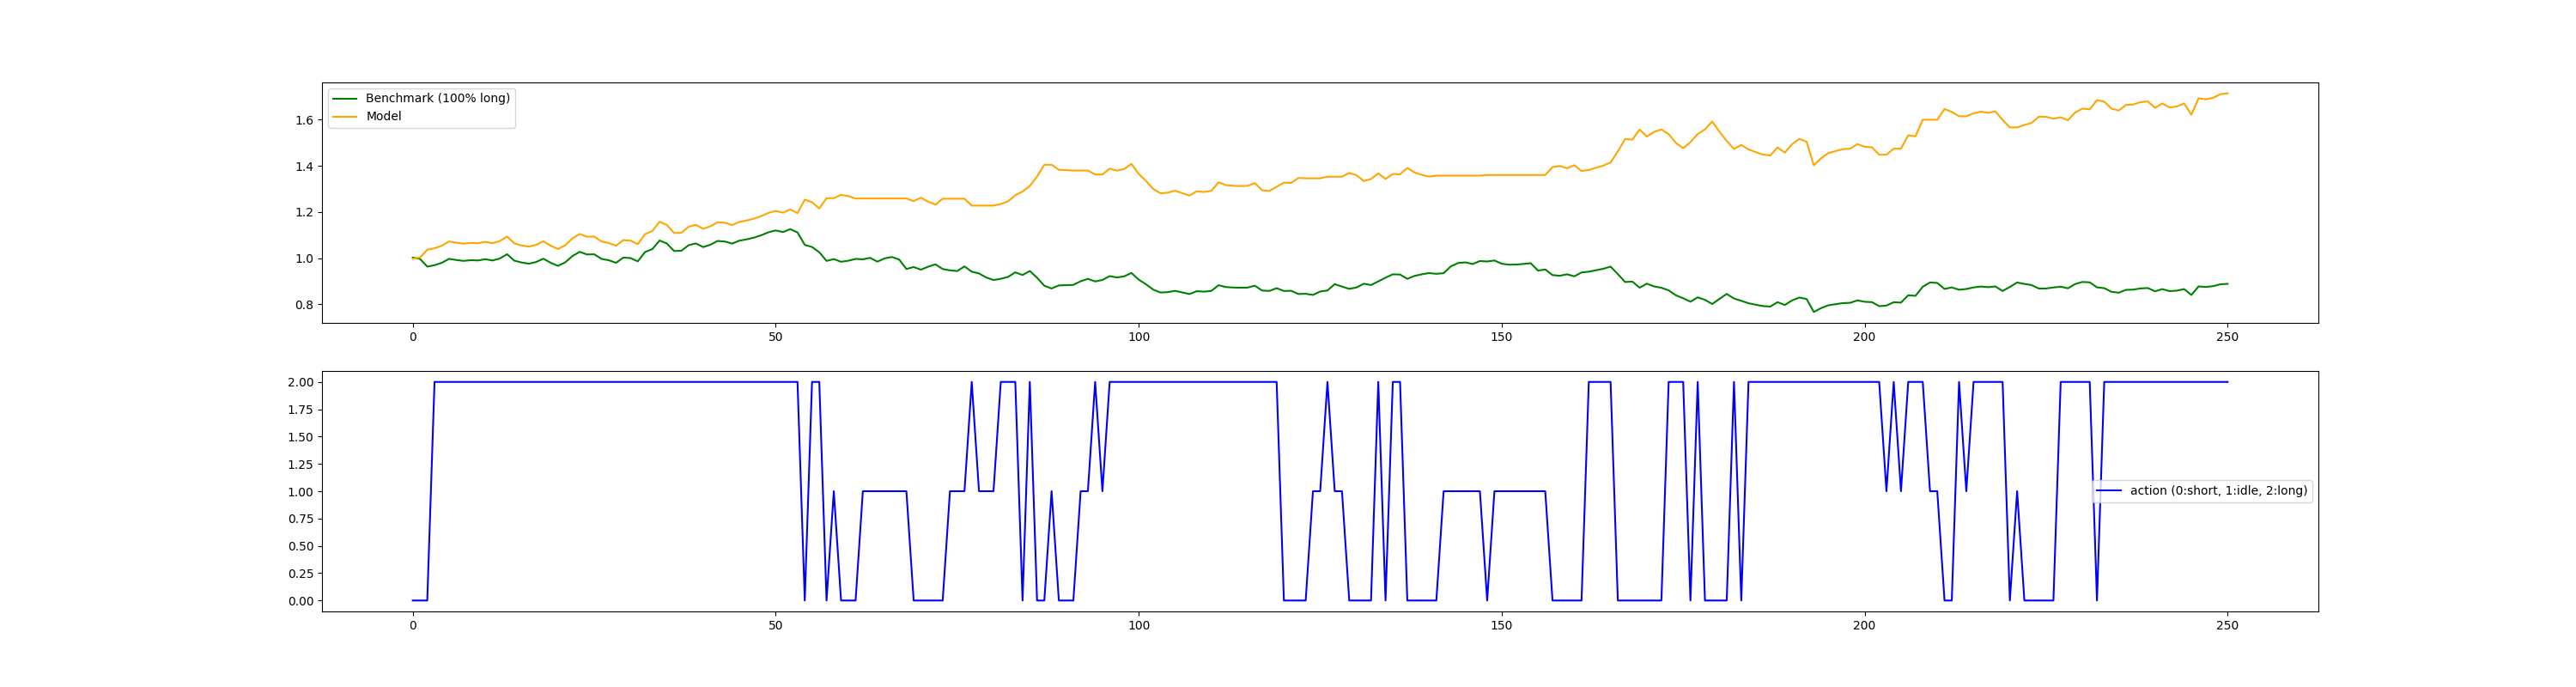 Benchmark (100% long)
Model
1.6
1.4
1.2
1.0
0.8
0 50 100 150 200 250
2.00
1.75
1.50
1.25
1.00
0.75
0.50
0.25
0.00
action (0:short, 1:idle, 2:long)
0 50 100 150 200 250